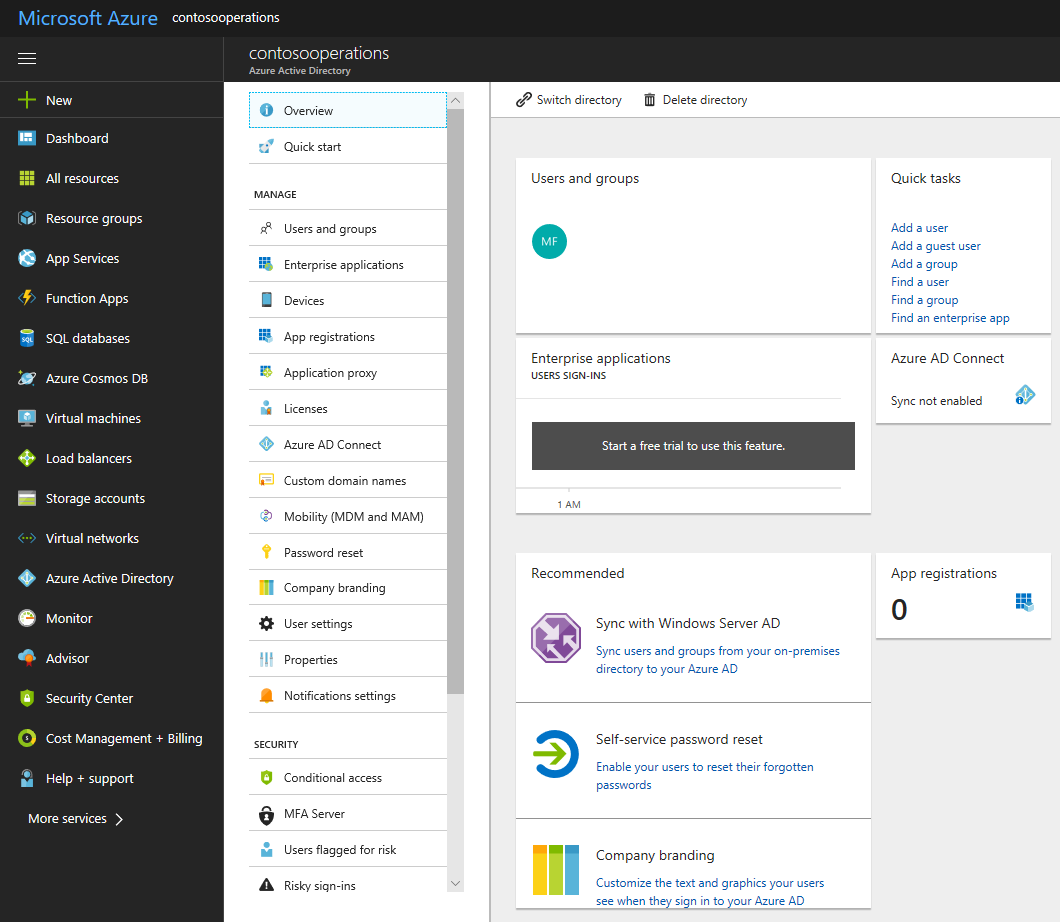 Microsoft Azure contosooperations
contosooperations
Azure Active Directory
New
Dashboard
All resources
Resource groups
App Services
Function Apps
SQL databases
Azure Cosmos DB
Virtual machines
Load balancers
Storage accounts
Virtual networks
Azure Active Directory
Monitor
Advisor
Security Center
Cost Management + Billing
Help + support
More services
Overview
Quick start
MANAGE
Users and groups
Enterprise applications
Devices
App registrations
Application proxy
Licenses
Azure AD Connect
Custom domain names
Mobility (MDM and MAM)
Password reset
Company branding
User settings
Properties
Notifications settings
SECURITY
Conditional access
MFA Server
Users flagged for risk
Risky sign-ins
Switch directory
Delete directory
Users and groups
MF
Quick tasks
Add a user
Add a guest user
Add a group
Find a user
Find a group
Find an enterprise app
Enterprise applications
USERS SIGN-INS
Start a free trial to use this feature.
1 AM
Azure AD Connect
Sync not enabled
Recommended
Sync with Windows Server AD
Sync users and groups from your on-premises
directory to your Azure AD
Self-service password reset
Enable your users to reset their forgotten
passwords
Company branding
Customize the text and graphics your users
see when they sign in to your Azure AD
App registrations
0